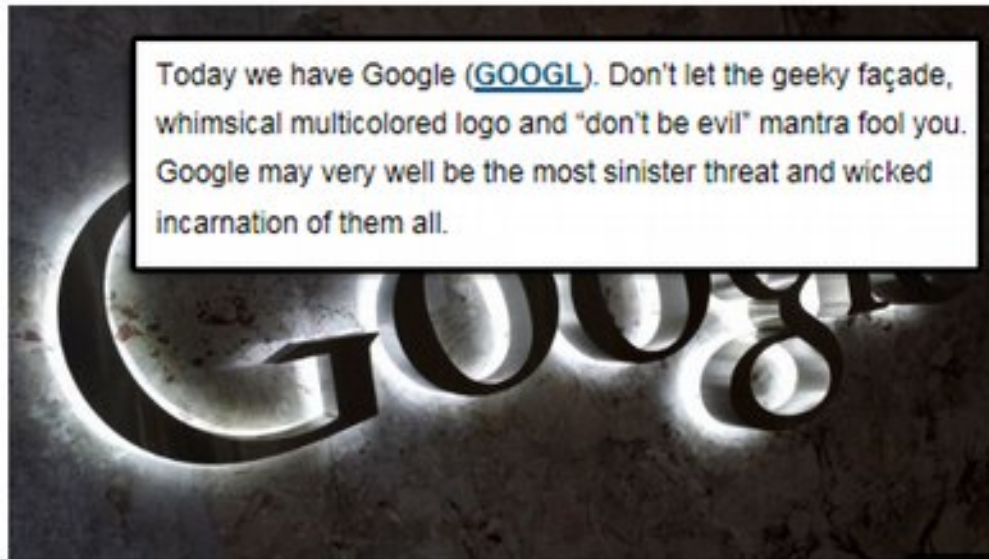 Today we have Google (GOOGL). Don't let the geeky façade,
whimsical multicolored logo and “don't be evil” mantra fool you.
Google may very well be the most sinister threat and wicked
incarnation of them all.
Google